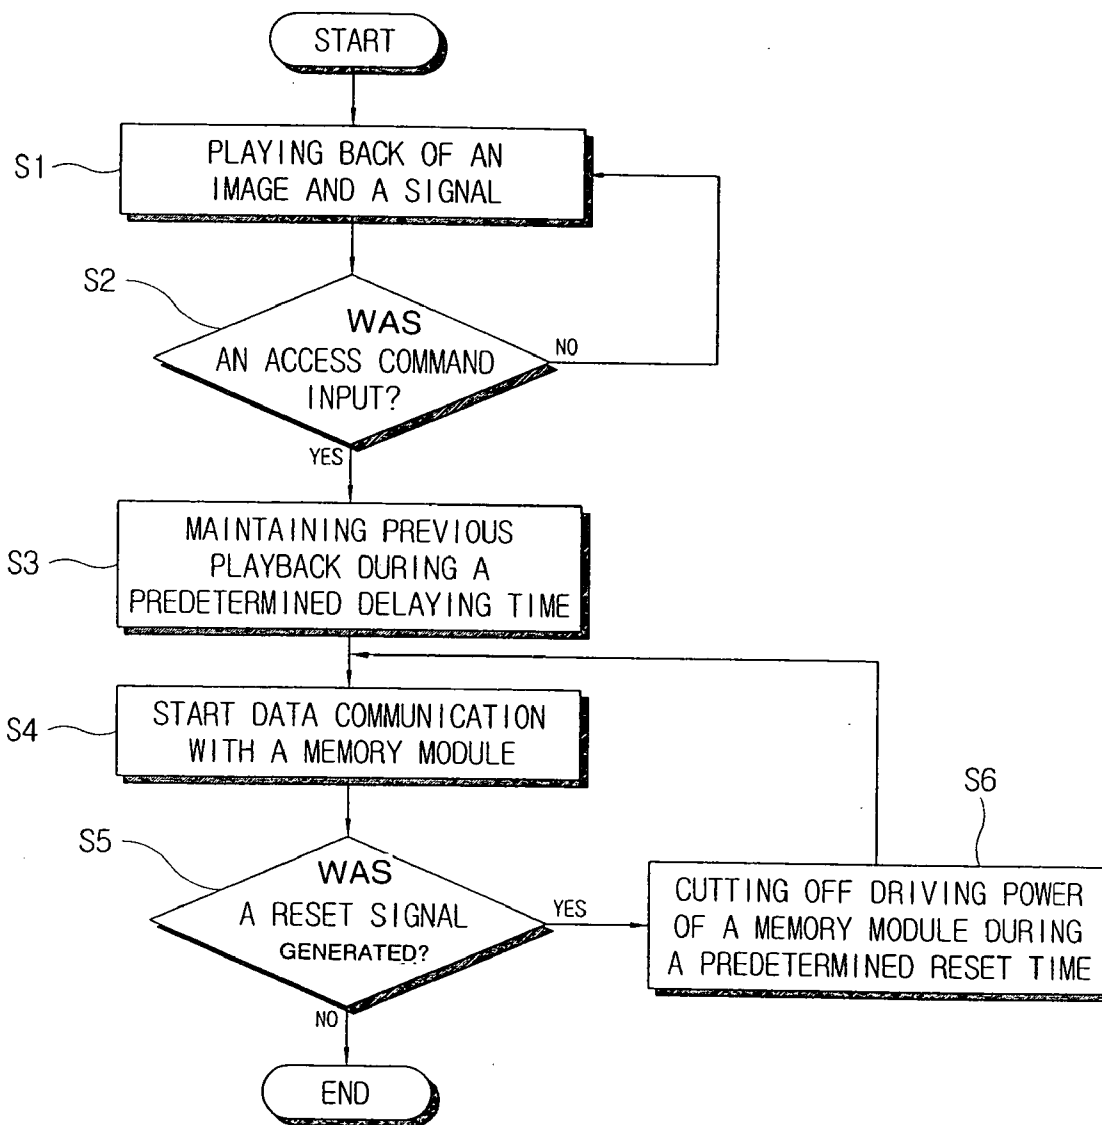 START
S1
PLAYING BACK OF AN
IMAGE AND A SIGNAL
S2
WAS
AN ACCESS COMMAND
INPUT?
NO
YES
S3
MAINTAINING PREVIOUS
PLAYBACK DURING A
PREDETERMINED DELAYING TIME
S4
START DATA COMMUNICATION
WITH A MEMORY MODULE
S5
WAS
A RESET SIGNAL
GENERATED?
YES
S6
CUTTING OFF DRIVING POWER
OF A MEMORY MODULE DURING
A PREDETERMINED RESET TIME
NO
END